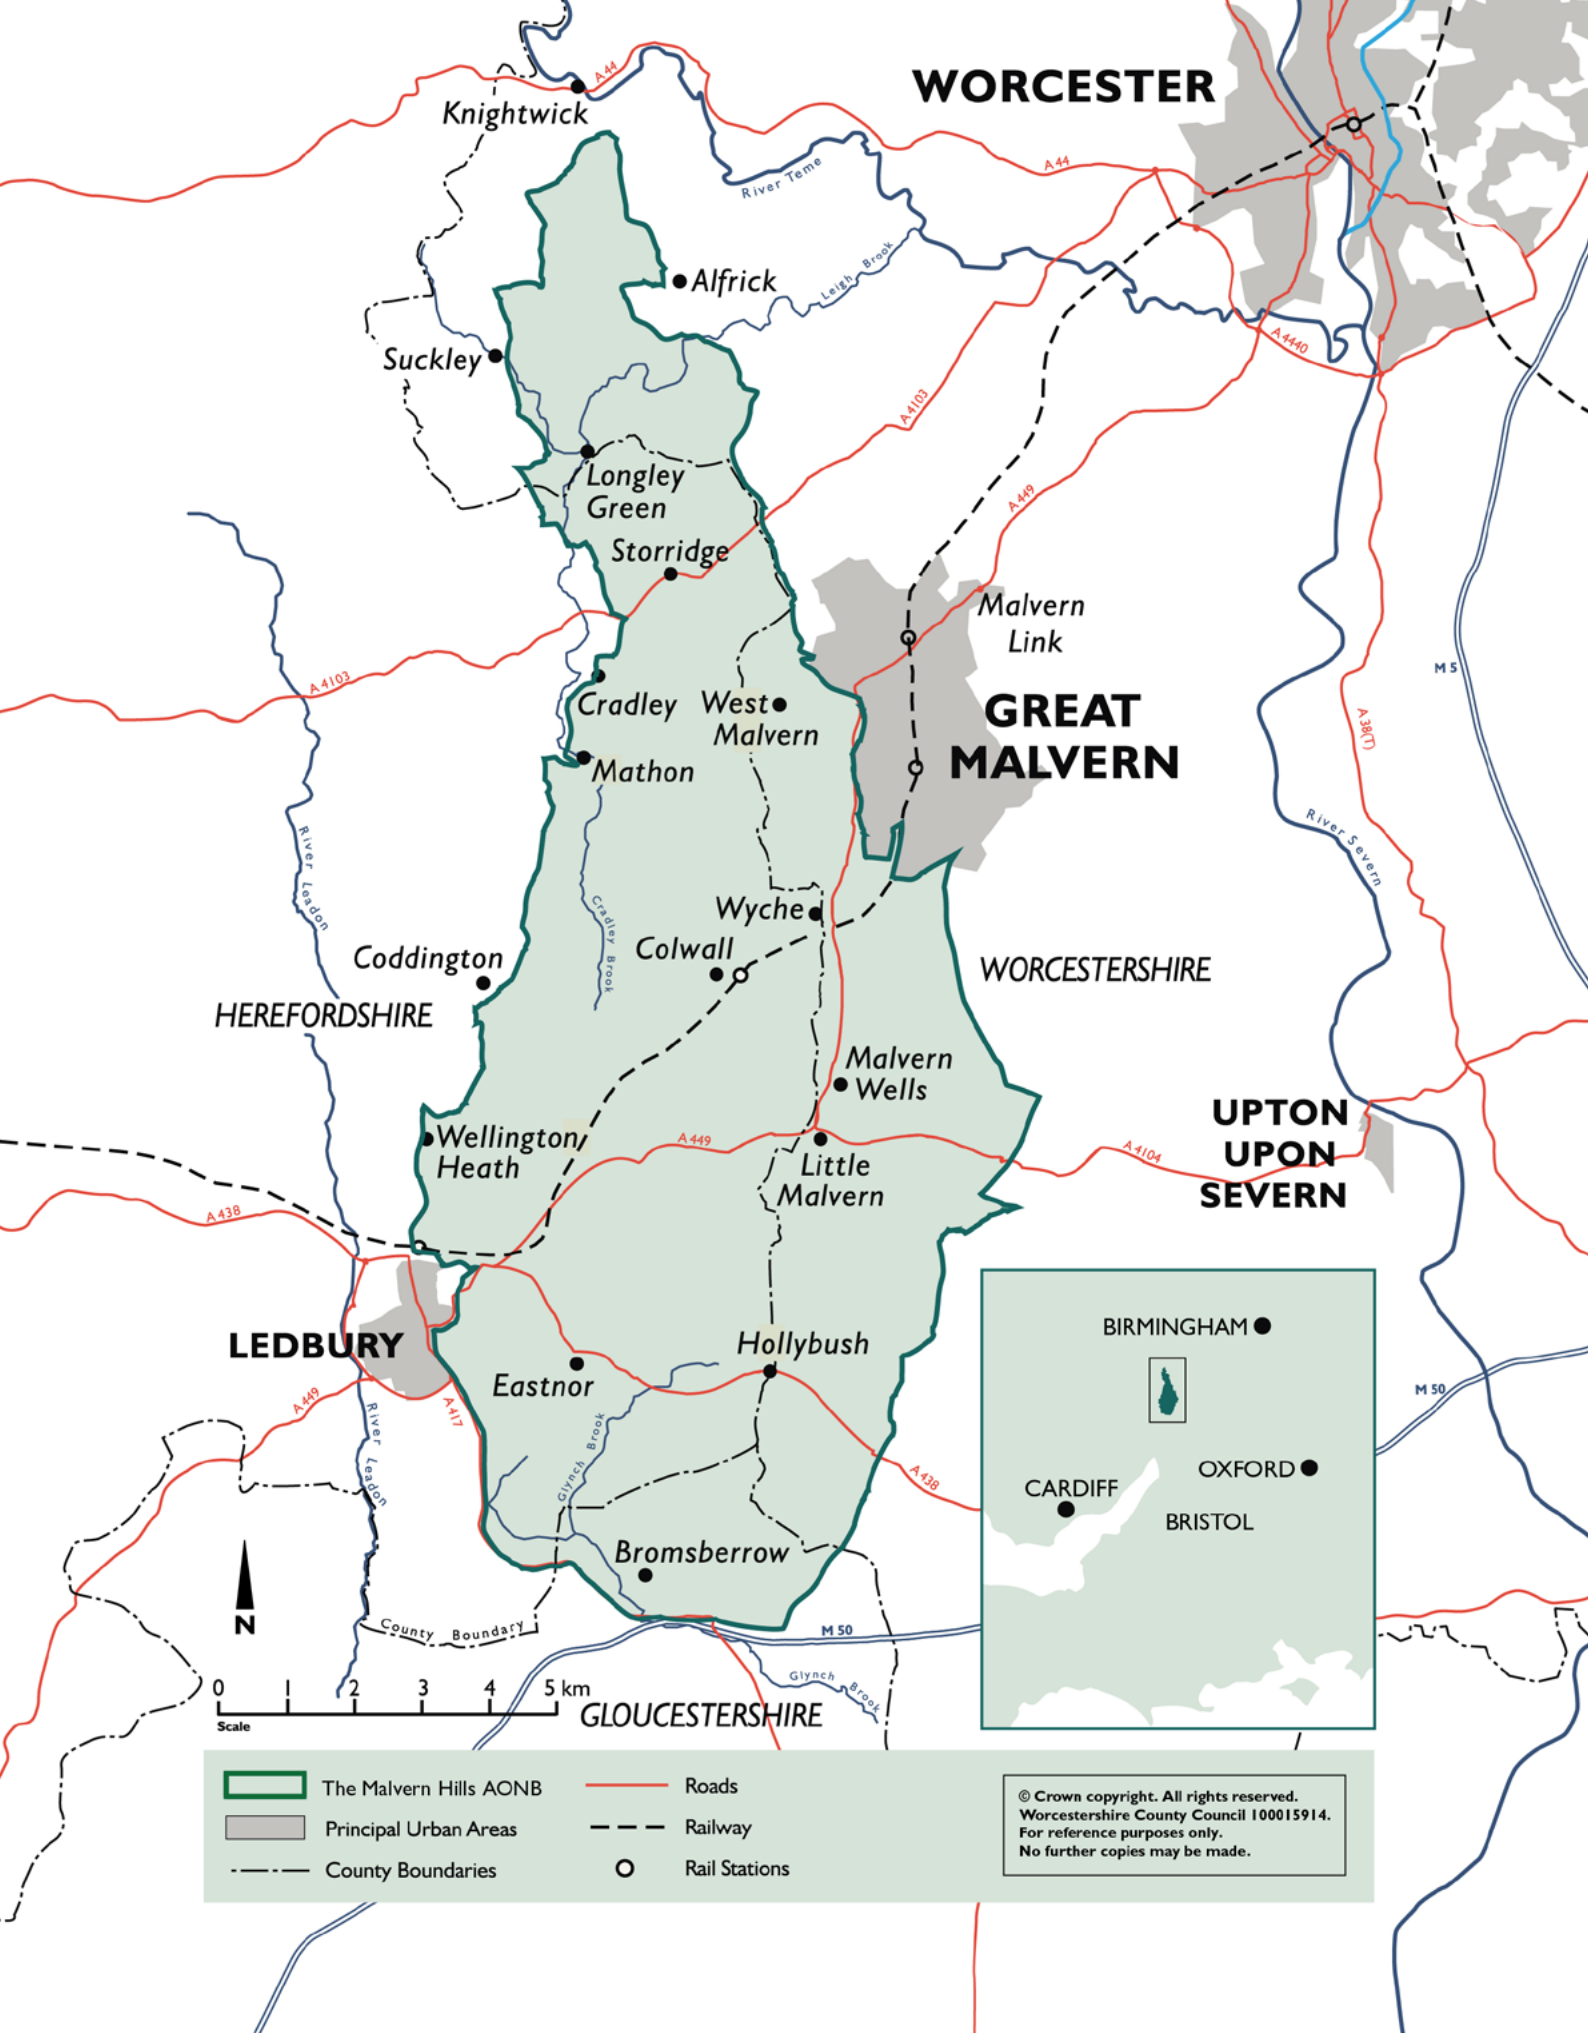 WORCESTER
A44
Knightwick
River Teme
A44
Alfrick
Leigh Brook
Suckley
A4440
A4103
Longley
Green
A449
Storridge
Malvern
Link
M5
A4103
Cradley
West
Malvern
GREAT
MALVERN
A38(T)
Mathon
River Leadon
River Severn
Wyche
Cradley Brook
Colwall
Coddington
WORCESTERSHIRE
HEREFORDSHIRE
Malvern
Wells
UPTON
UPON
SEVERN
Wellington
Heath
A449
A4104
Little
Malvern
A438
BIRMINGHAM
LEDBURY
Hollybush
Eastnor
M50
A449
A417
River Leadon
Glynch Brook
A438
OXFORD
CARDIFF
BRISTOL
Bromsberrow
N
County Boundary
M50
Glynch Brook
0 1 2 3 4 5 km
Scale
GLOUCESTERSHIRE
The Malvern Hills AONB
Principal Urban Areas
County Boundaries
Roads
Railway
Rail Stations
© Crown copyright. All rights reserved.
Worcestershire County Council 100015914.
For reference purposes only.
No further copies may be made.